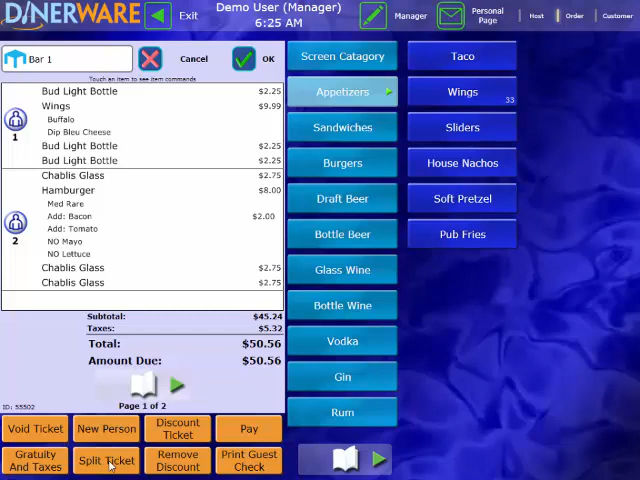 DINERWARE
Exit
Demo User (Manager)
6:25 AM
Manager
Personal
Page
Host
Order
Customer
Bar 1
Cancel
OK
Touch an item to see item commands
1
Bud Light Bottle $2.25
Wings $9.99
Buffalo
Dip Bleu Cheese
Bud Light Bottle $2.25
Bud Light Bottle $2.25
2
Chablis Glass $2.75
Hamburger $8.00
Med Rare
Add: Bacon $2.00
Add: Tomato
NO Mayo
NO Lettuce
Chablis Glass $2.75
Chablis Glass $2.75
Subtotal: $45.24
Taxes: $5.32
Total: $50.56
Amount Due: $50.56
ID: 55502
Page 1 of 2
Void Ticket
New Person
Discount
Ticket
Pay
Gratuity
And Taxes
Split Ticket
Remove
Discount
Print Guest
Check
Screen Catagory
Appetizers
Sandwiches
Burgers
Draft Beer
Bottle Beer
Glass Wine
Bottle Wine
Vodka
Gin
Rum
Taco
Wings
33
Sliders
House Nachos
Soft Pretzel
Pub Fries